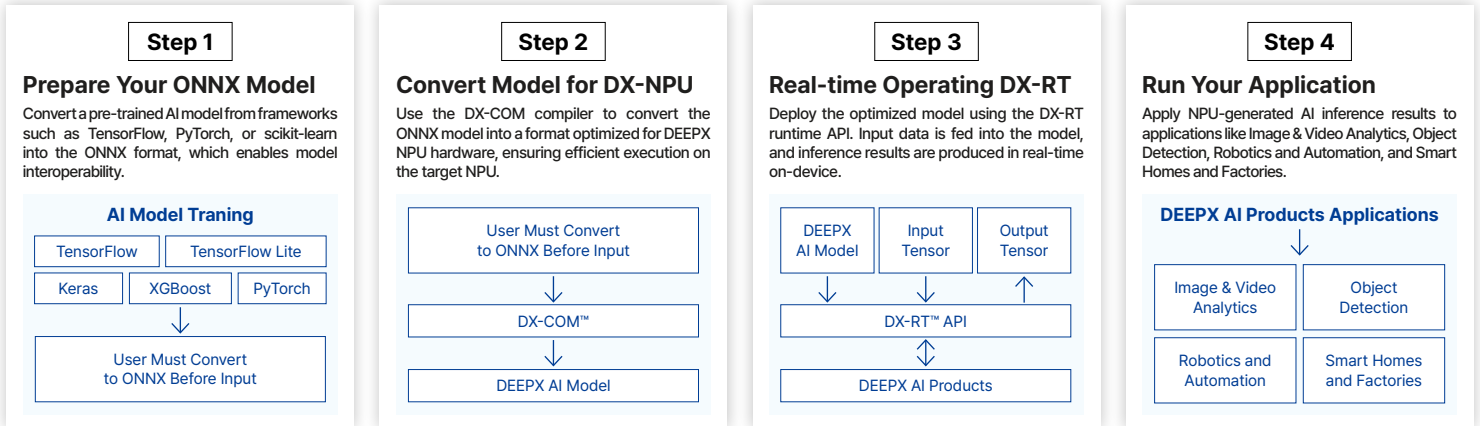 Step 1
Prepare Your ONNX Model
Convert a pre-trained AI model from frameworks
such as TensorFlow, PyTorch, or scikit-learn
into the ONNX format, which enables model
interoperability.
AI Model Traning
TensorFlow
TensorFlow Lite
Keras
XGBoost
PyTorch
User Must Convert
to ONNX Before Input
Step 2
Convert Model for DX-NPU
Use the DX-COM compiler to convert the
ONNX model into a format optimized for DEEPX
NPU hardware, ensuring efficient execution on
the target NPU.
User Must Convert
to ONNX Before Input
DX-COM™
DEEPX AI Model
Step 3
Real-time Operating DX-RT
Deploy the optimized model using the DX-RT
runtime API. Input data is fed into the model,
and inference results are produced in real-time
on-device.
DEEPX
AI Model
Input
Tensor
Output
Tensor
DX-RT™ API
DEEPX AI Products
Step 4
Run Your Application
Apply NPU-generated AI inference results to
applications like Image & Video Analytics, Object
Detection, Robotics and Automation, and Smart
Homes and Factories.
DEEPX AI Products Applications
Image & Video
Analytics
Object
Detection
Robotics and
Automation
Smart Homes
and Factories